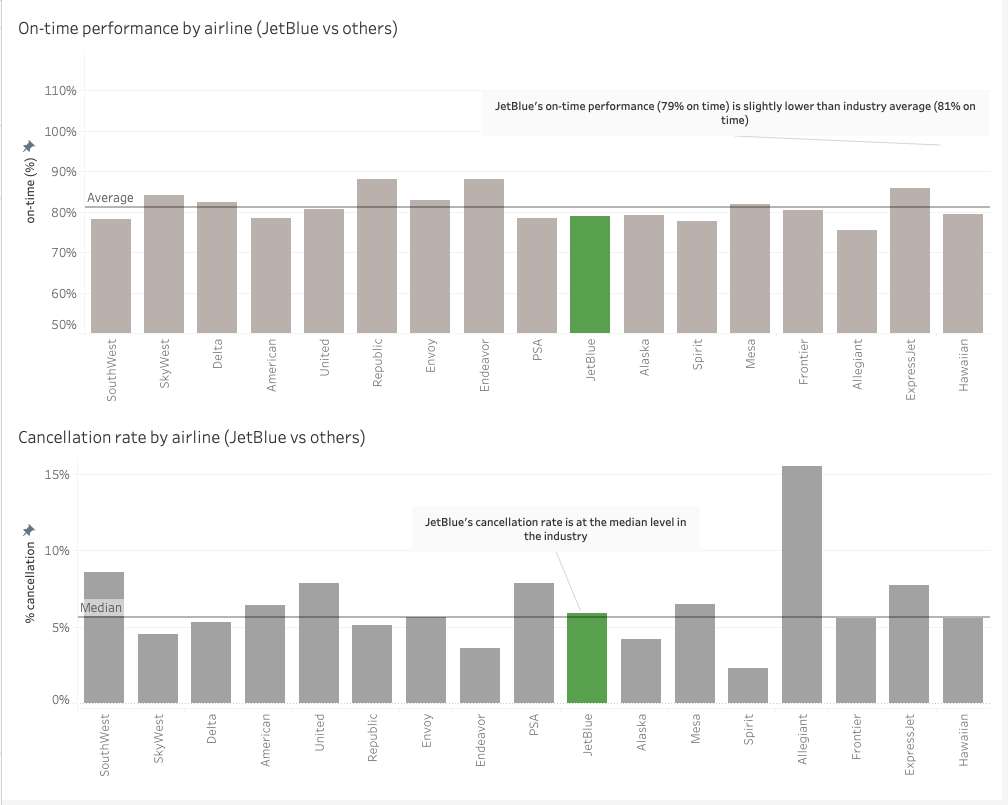 On-time performance by airline (JetBlue vs others)
110%
100%
90%
80%
70%
60%
50%
on-time (%)
JetBlue's on-time performance (79% on time) is slightly lower than industry average (81% on
time)
Average
SouthWest
SkyWest
Delta
American
United
Republic
Envoy
Endeavor
PSA
JetBlue
Alaska
Spirit
Mesa
Frontier
Allegiant
ExpressJet
Hawaiian
Cancellation rate by airline (JetBlue vs others)
15%
10%
5%
0%
% cancellation
JetBlue's cancellation rate is at the median level in
the industry
Median
SouthWest
SkyWest
Delta
American
United
Republic
Envoy
Endeavor
PSA
JetBlue
Alaska
Mesa
Spirit
Allegiant
Frontier
ExpressJet
Hawaiian